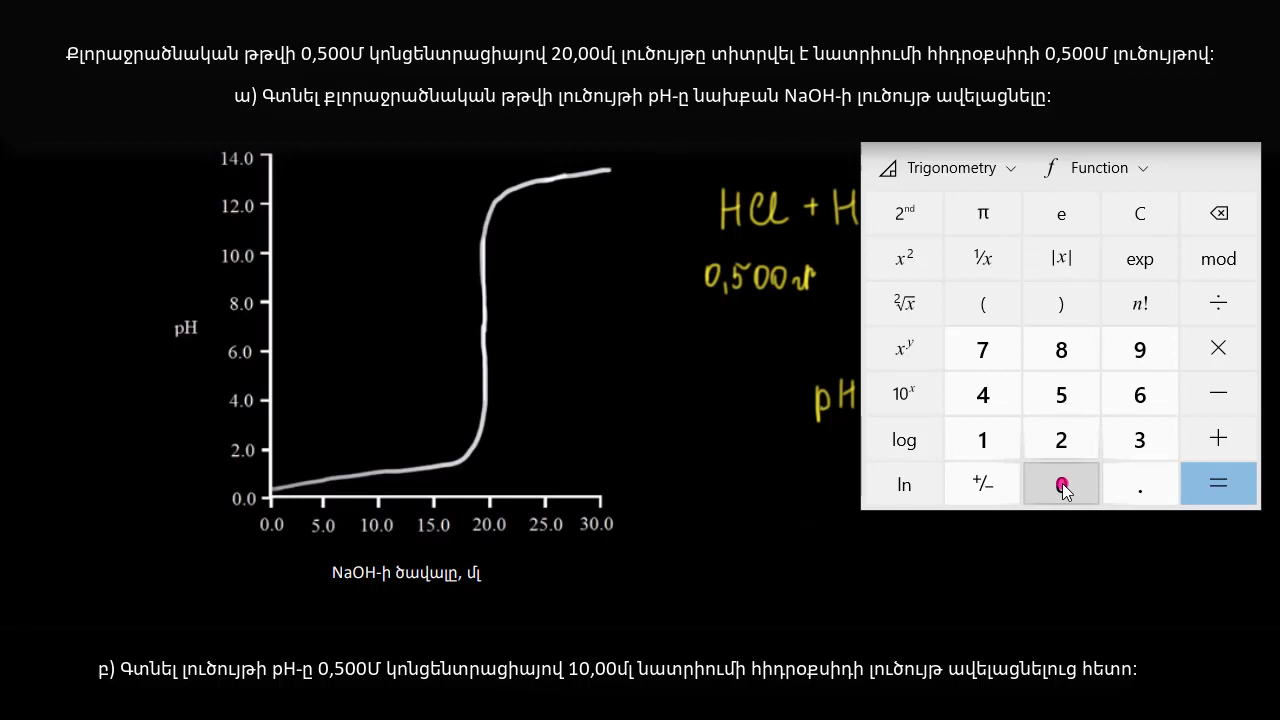 Քլորաջրածնական թթվի 0,500Մ կոնցենտրացիայով 20,00մլ լուծույթը տիտրվել է նատրիումի հիդրօքսիդի 0,500Մ լուծույթով:
ա) Գտնել քլորաջրածնական թթվի լուծույթի pH-ը նախքան NaOH-ի լուծույթ ավելացնելը:
14.0
12.0
10.0
8.0
pH
6.0
4.0
2.0
0.0
0.0 5.0 10.0 15.0 20.0 25.0 30.0
NaOH-ի ծավալը, մլ
HCl + H
0,500Մ
pH
Trigonometry Function
2nd π e C
x² ¹/x |x| exp mod
²√x ( ) n! ÷
xʸ 7 8 9 ×
10ˣ 4 5 6 −
log 1 2 3 +
ln +/− 0 . =
բ) Գտնել լուծույթի pH-ը 0,500Մ կոնցենտրացիայով 10,00մլ նատրիումի հիդրօքսիդի լուծույթ ավելացնելուց հետո: